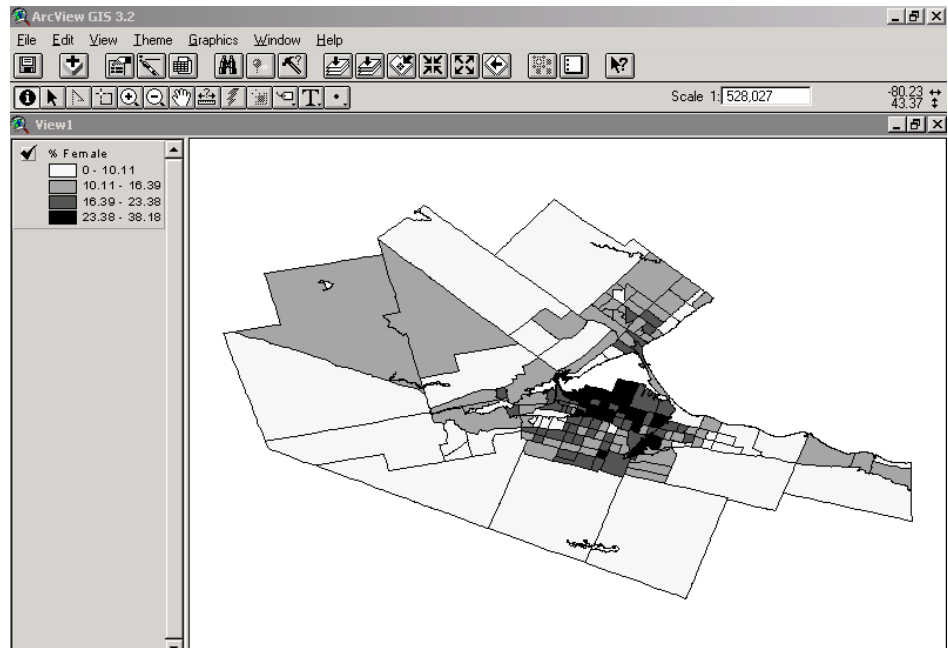 ArcView GIS 3.2
File Edit View Theme Graphics Window Help
Scale 1: 528,027
-80.23
43.37
View1
% Female
0 - 10.11
10.11 - 16.39
16.39 - 23.38
23.38 - 38.18